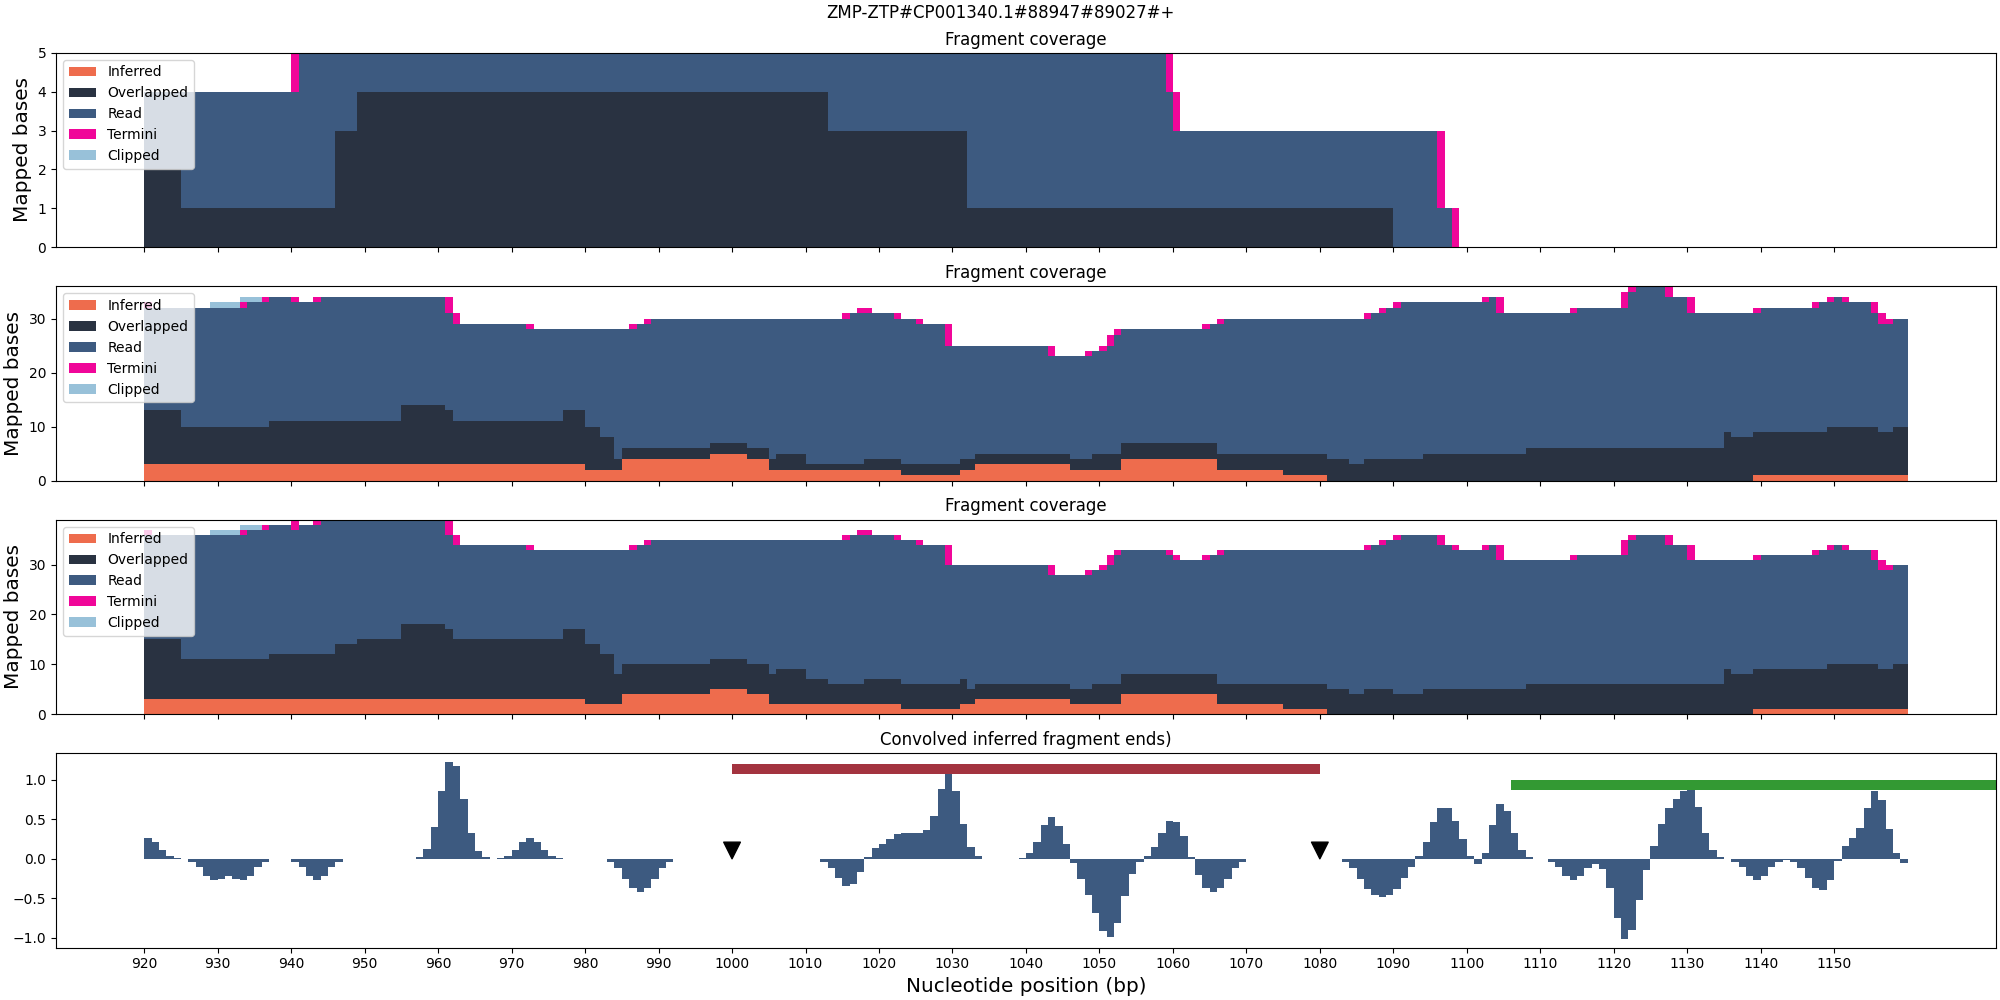 ZMP-ZTP#CP001340.1#88947#89027#+
Fragment coverage
Mapped bases
5
4
3
2
1
0
Inferred
Overlapped
Read
Termini
Clipped
Fragment coverage
Mapped bases
30
20
10
0
Inferred
Overlapped
Read
Termini
Clipped
Fragment coverage
Mapped bases
30
20
10
0
Inferred
Overlapped
Read
Termini
Clipped
Convolved inferred fragment ends)
1.0
0.5
0.0
−0.5
−1.0
920 930 940 950 960 970 980 990 1000 1010 1020 1030 1040 1050 1060 1070 1080 1090 1100 1110 1120 1130 1140 1150
Nucleotide position (bp)